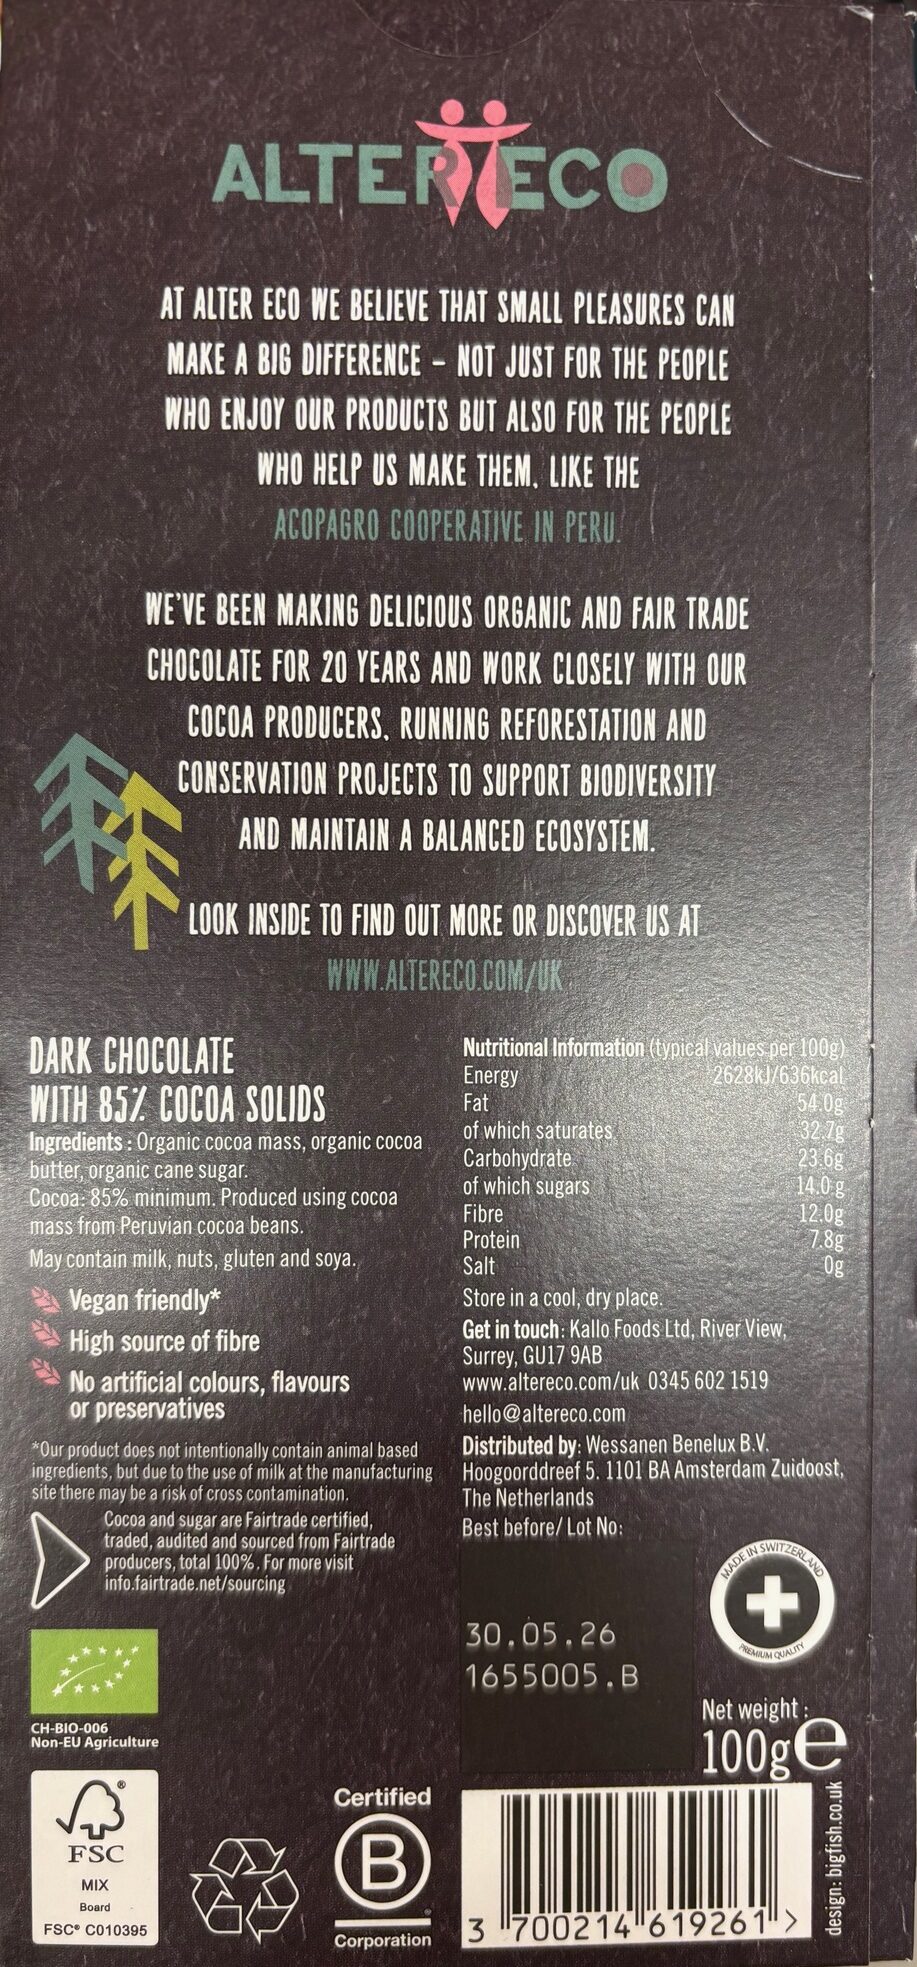 ALTER ECO
AT ALTER ECO WE BELIEVE THAT SMALL PLEASURES CAN
MAKE A BIG DIFFERENCE – NOT JUST FOR THE PEOPLE
WHO ENJOY OUR PRODUCTS BUT ALSO FOR THE PEOPLE
WHO HELP US MAKE THEM, LIKE THE
ACOPAGRO COOPERATIVE IN PERU.
WE'VE BEEN MAKING DELICIOUS ORGANIC AND FAIR TRADE
CHOCOLATE FOR 20 YEARS AND WORK CLOSELY WITH OUR
COCOA PRODUCERS, RUNNING REFORESTATION AND
CONSERVATION PROJECTS TO SUPPORT BIODIVERSITY
AND MAINTAIN A BALANCED ECOSYSTEM.
LOOK INSIDE TO FIND OUT MORE OR DISCOVER US AT
WWW.ALTERECO.COM/UK
DARK CHOCOLATE
WITH 85% COCOA SOLIDS
Ingredients : Organic cocoa mass, organic cocoa
butter, organic cane sugar.
Cocoa: 85% minimum. Produced using cocoa
mass from Peruvian cocoa beans.
May contain milk, nuts, gluten and soya.
Vegan friendly*
High source of fibre
No artificial colours, flavours
or preservatives
*Our product does not intentionally contain animal based
ingredients, but due to the use of milk at the manufacturing
site there may be a risk of cross contamination.
Cocoa and sugar are Fairtrade certified,
traded, audited and sourced from Fairtrade
producers, total 100%. For more visit
info.fairtrade.net/sourcing
CH-BIO-006
Non-EU Agriculture
FSC®
MIX
Board
FSC® C010395
Certified
B
®
Corporation
Nutritional Information (typical values per 100g)
Energy 2628kJ/636kcal
Fat 54.0g
of which saturates 32.7g
Carbohydrate 23.6g
of which sugars 14.0 g
Fibre 12.0g
Protein 7.8g
Salt 0g
Store in a cool, dry place.
Get in touch: Kallo Foods Ltd, River View,
Surrey, GU17 9AB
www.altereco.com/uk 0345 602 1519
hello@altereco.com
Distributed by: Wessanen Benelux B.V.
Hoogoorddreef 5. 1101 BA Amsterdam Zuidoost,
The Netherlands
Best before/ Lot No:
30.05.26
1655005.B
MADE IN SWITZERLAND
PREMIUM QUALITY
Net weight :
100g℮
3 700214 619261 >
design: bigfish.co.uk